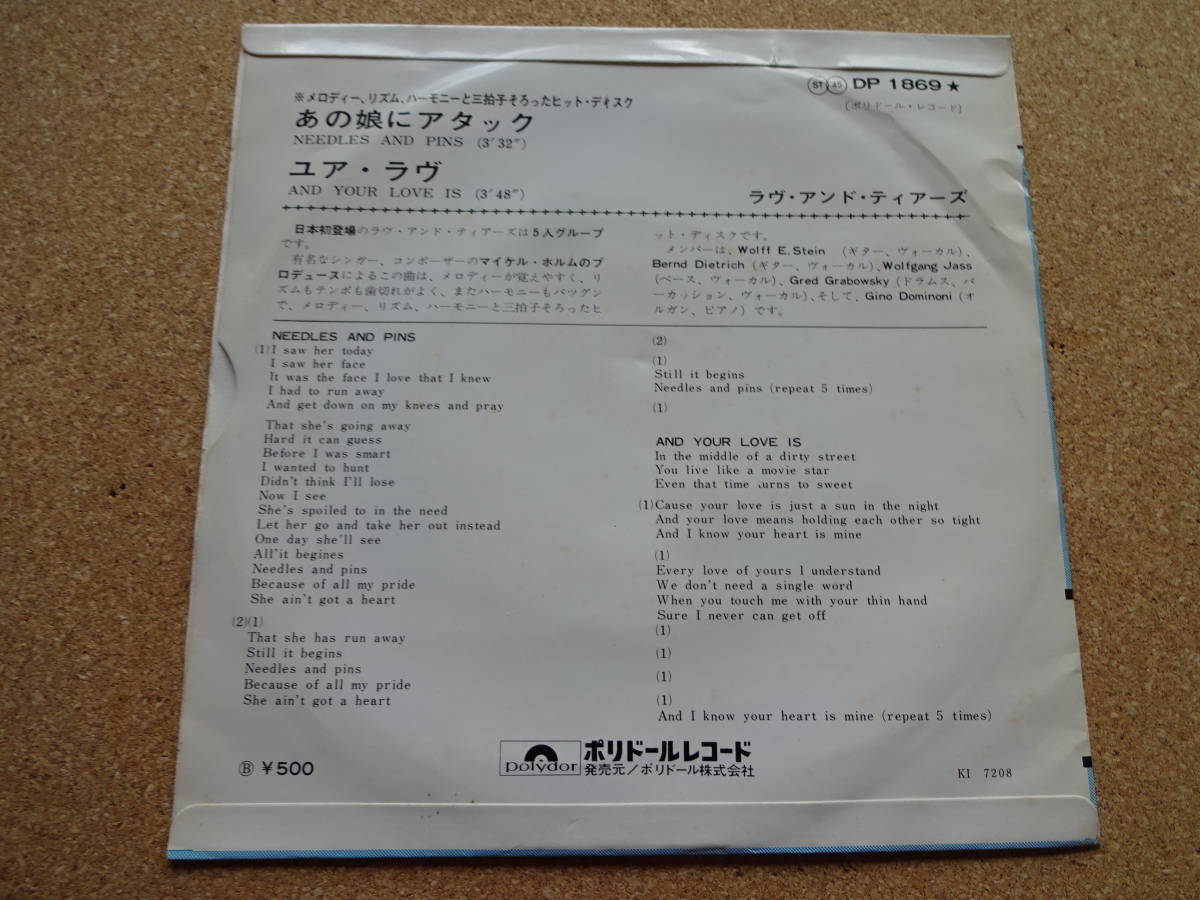 ST 45 DP 1869★
(ポリドール・レコード)
※メロディー、リズム、ハーモニーと三拍子そろったヒット・ディスク
あの娘にアタック
NEEDLES AND PINS (3′32″)
ユア・ラヴ
AND YOUR LOVE IS (3′48″)
ラヴ・アンド・ティアーズ
日本初登場のラヴ・アンド・ティアーズは5人グループ
です。
有名なシンガー、コンポーザーのマイケル・ホルムのプ
ロデュースによるこの曲は、メロディーが覚えやすく、リ
ズムもテンポも歯切れがよく、またハーモニーもバツグン
で、メロディー、リズム、ハーモニーと三拍子そろったヒ
ット・ディスクです。
メンバーは、Wolff E. Stein (ギター、ヴォーカル)、
Bernd Dietrich (ギター、ヴォーカル)、Wolfgang Jass
(ベース、ヴォーカル)、Gred Grabowsky (ドラムス、パ
ーカッション、ヴォーカル)、そして、Gino Dominoni (オ
ルガン、ピアノ) です。
NEEDLES AND PINS
(1) I saw her today
I saw her face
It was the face I love that I knew
I had to run away
And get down on my knees and pray
That she's going away
Hard it can guess
Before I was smart
I wanted to hunt
Didn't think I'll lose
Now I see
She's spoiled to in the need
Let her go and take her out instead
One day she'll see
All'it begines
Needles and pins
Because of all my pride
She ain't got a heart
(2)(1)
That she has run away
Still it begins
Needles and pins
Because of all my pride
She ain't got a heart
(2)
(1)
Still it begins
Needles and pins (repeat 5 times)
(1)
AND YOUR LOVE IS
In the middle of a dirty street
You live like a movie star
Even that time turns to sweet
(1) Cause your love is just a sun in the night
And your love means holding each other so tight
And I know your heart is mine
(1)
Every love of yours I understand
We don't need a single word
When you touch me with your thin hand
Sure I never can get off
(1)
(1)
(1)
(1)
And I know your heart is mine (repeat 5 times)
Ⓑ ¥500
polydor ポリドールレコード
発売元/ポリドール株式会社
KI 7208